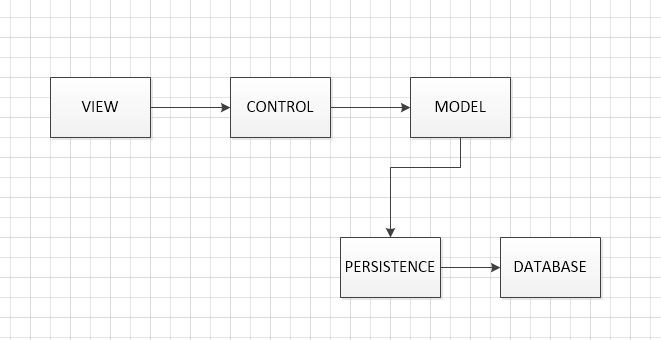 VIEW
CONTROL
MODEL
PERSISTENCE
DATABASE